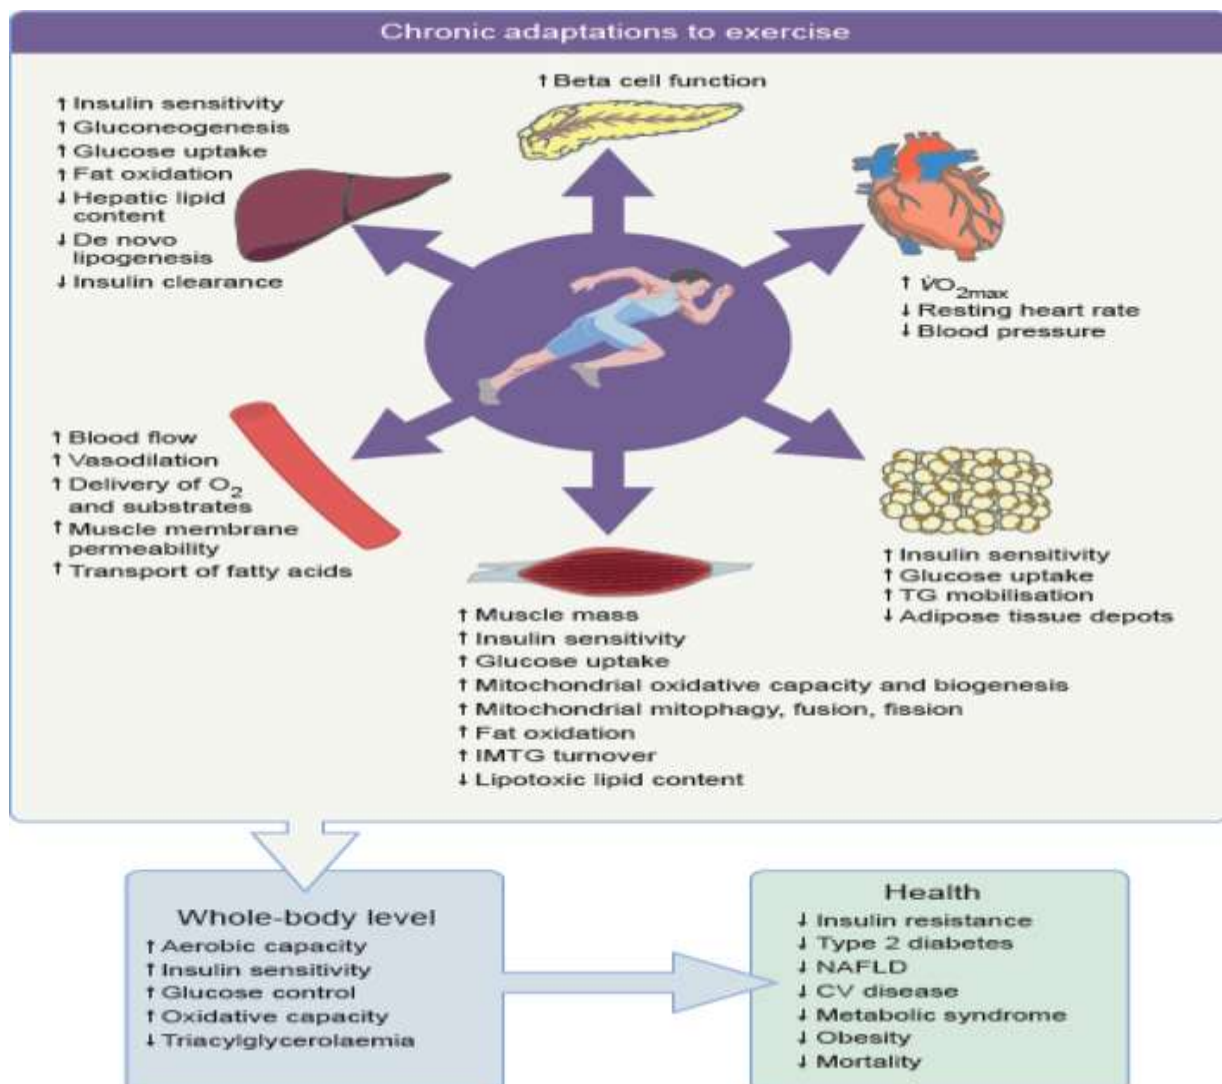 Chronic adaptations to exercise
↑ Beta cell function
↑ Insulin sensitivity
↑ Gluconeogenesis
↑ Glucose uptake
↑ Fat oxidation
↓ Hepatic lipid
content
↓ De novo
lipogenesis
↓ Insulin clearance
↑ V̇O2max
↓ Resting heart rate
↓ Blood pressure
↑ Blood flow
↑ Vasodilation
↑ Delivery of O2
and substrates
↑ Muscle membrane
permeability
↑ Transport of fatty acids
↑ Insulin sensitivity
↑ Glucose uptake
↑ TG mobilisation
↓ Adipose tissue depots
↑ Muscle mass
↑ Insulin sensitivity
↑ Glucose uptake
↑ Mitochondrial oxidative capacity and biogenesis
↑ Mitochondrial mitophagy, fusion, fission
↑ Fat oxidation
↑ IMTG turnover
↓ Lipotoxic lipid content
Whole-body level
↑ Aerobic capacity
↑ Insulin sensitivity
↑ Glucose control
↑ Oxidative capacity
↓ Triacylglycerolaemia
Health
↓ Insulin resistance
↓ Type 2 diabetes
↓ NAFLD
↓ CV disease
↓ Metabolic syndrome
↓ Obesity
↓ Mortality